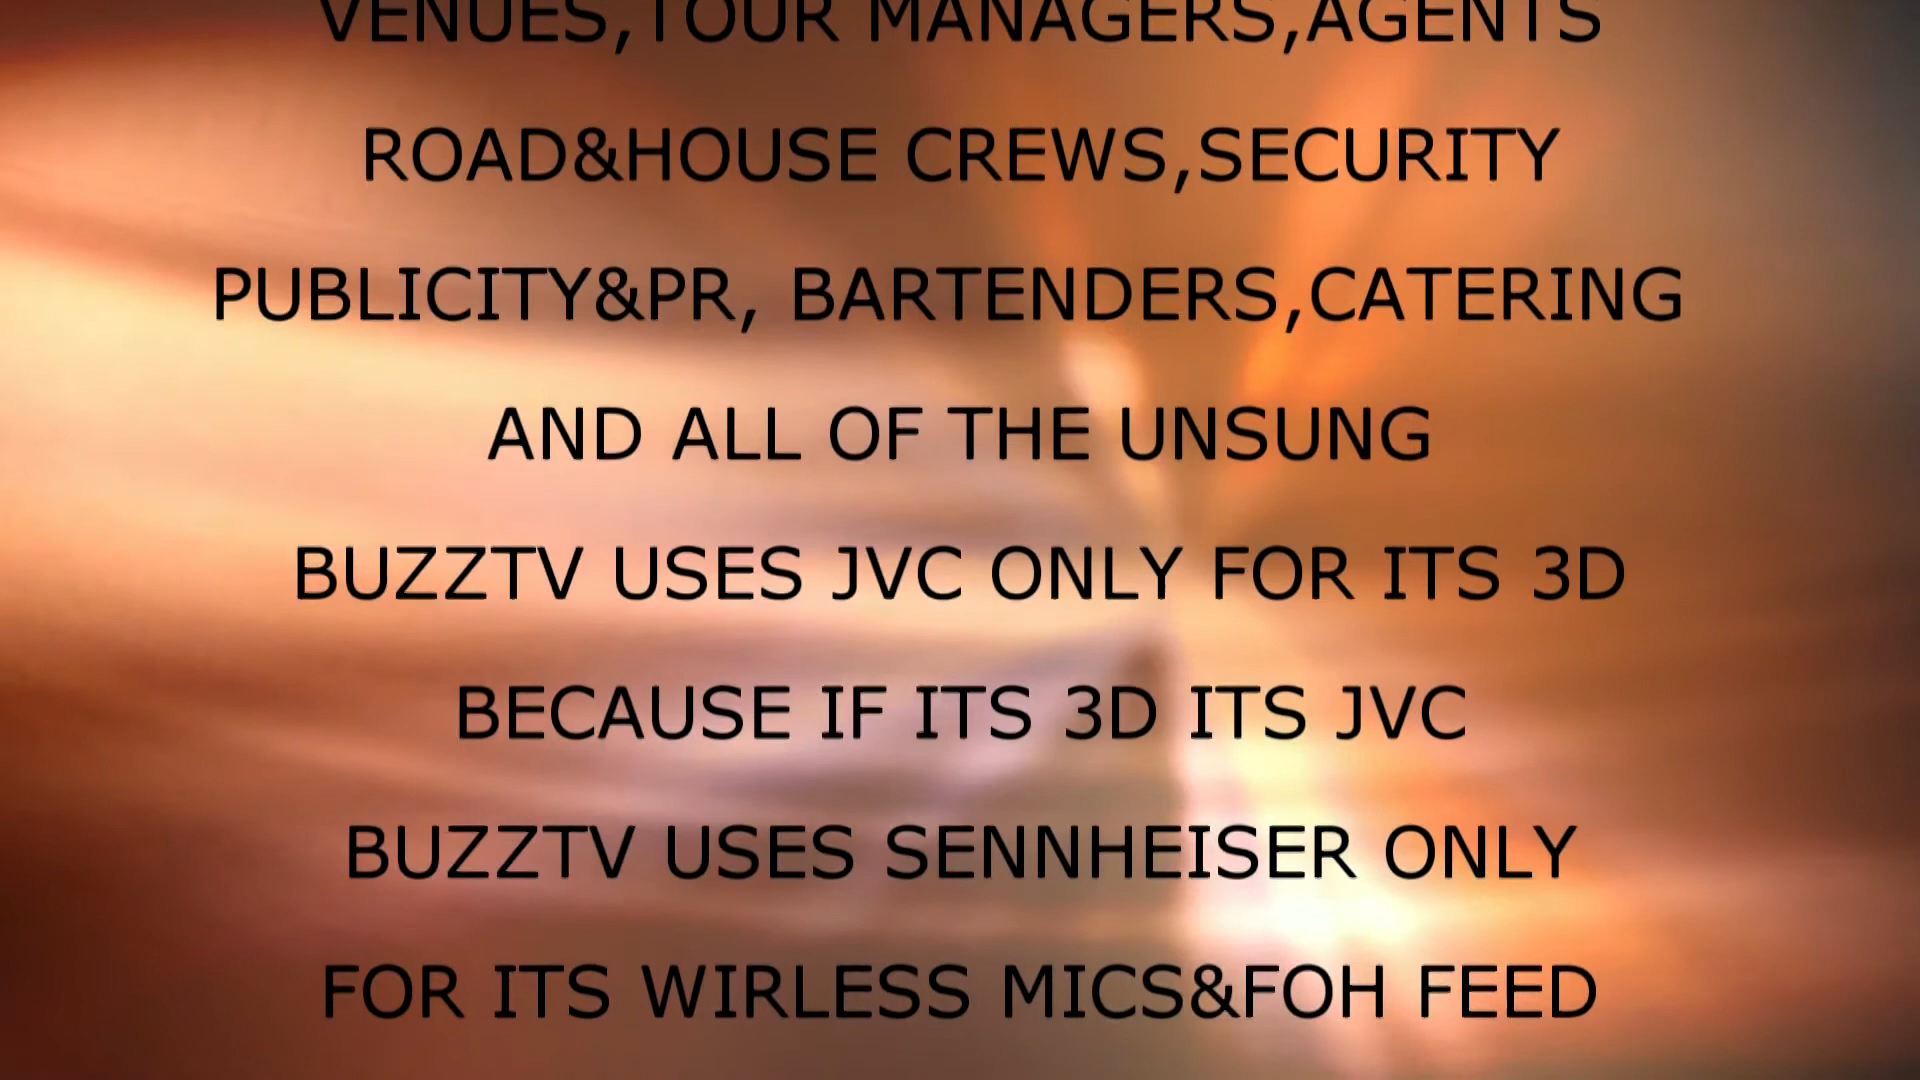 VENUES,TOUR MANAGERS,AGENTS
ROAD&HOUSE CREWS,SECURITY
PUBLICITY&PR, BARTENDERS,CATERING
AND ALL OF THE UNSUNG
BUZZTV USES JVC ONLY FOR ITS 3D
BECAUSE IF ITS 3D ITS JVC
BUZZTV USES SENNHEISER ONLY
FOR ITS WIRLESS MICS&FOH FEED